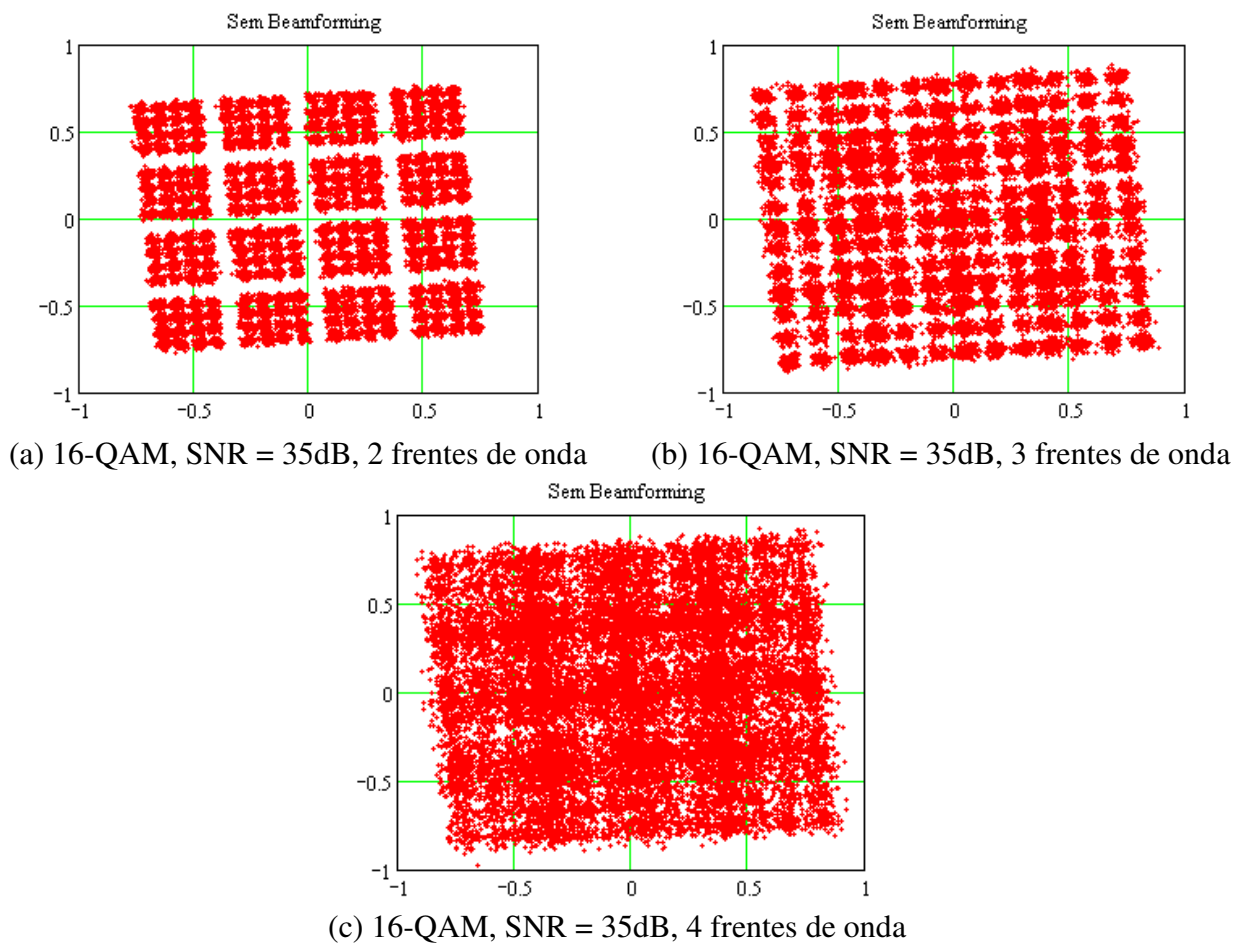 Sem Beamforming
1
0.5
0
−0.5
−1
−1 −0.5 0 0.5 1
Sem Beamforming
1
0.5
0
−0.5
−1
−1 −0.5 0 0.5 1
(a) 16-QAM, SNR = 35dB, 2 frentes de onda
(b) 16-QAM, SNR = 35dB, 3 frentes de onda
Sem Beamforming
1
0.5
0
−0.5
−1
−1 −0.5 0 0.5 1
(c) 16-QAM, SNR = 35dB, 4 frentes de onda